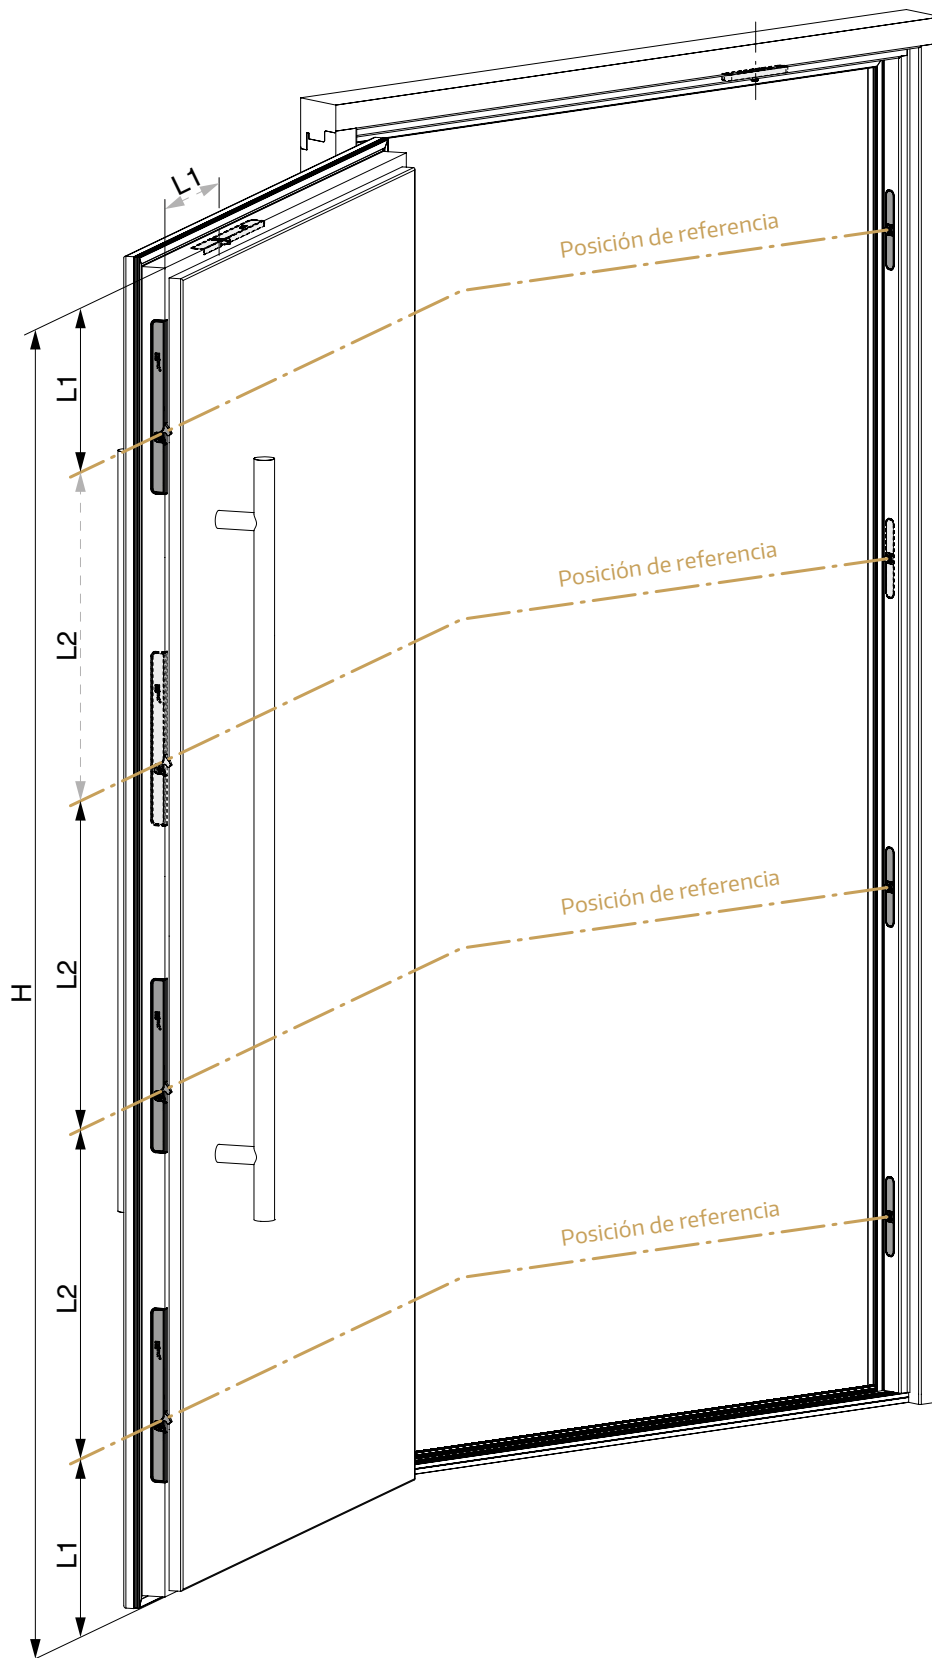 L1
Posición de referencia
L1
Posición de referencia
L2
Posición de referencia
L2
H
Posición de referencia
L2
L1